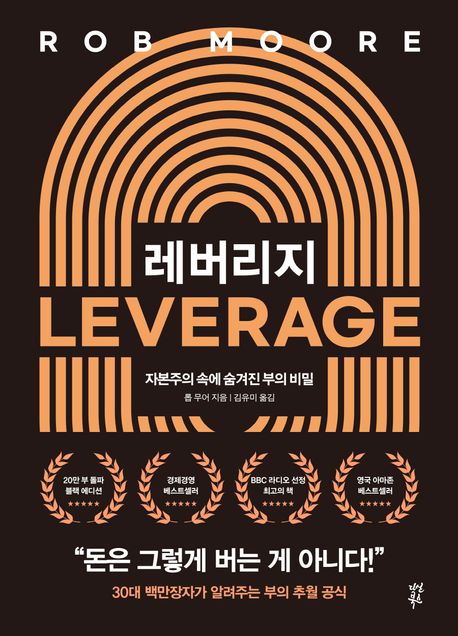 ROB MOORE
레버리지
LEVERAGE
자본주의 속에 숨겨진 부의 비밀
롭 무어 지음 | 김유미 옮김
20만 부 돌파
블랙 에디션
★★★★★
경제경영
베스트셀러
★★★★★
BBC 라디오 선정
최고의 책
★★★★★
영국 아마존
베스트셀러
★★★★★
“돈은 그렇게 버는 게 아니다!”
30대 백만장자가 알려주는 부의 추월 공식
다산
북스